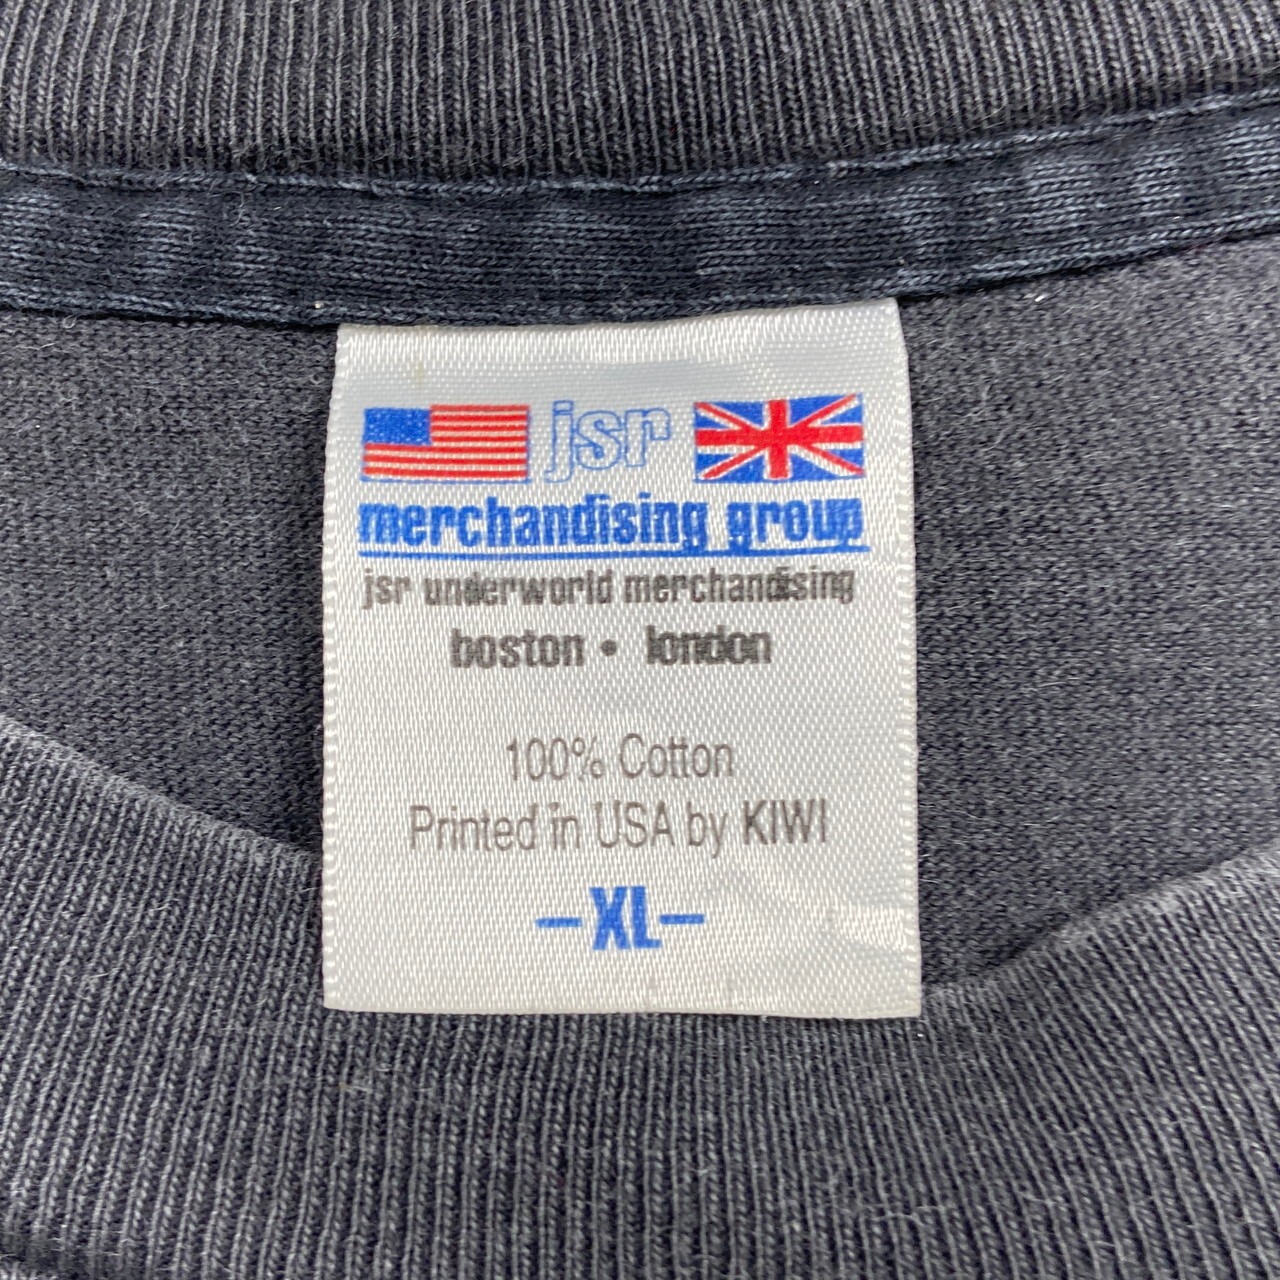 jsr
merchandising group
jsr underworld merchandising
boston • london
100% Cotton
Printed in USA by KIWI
-XL-